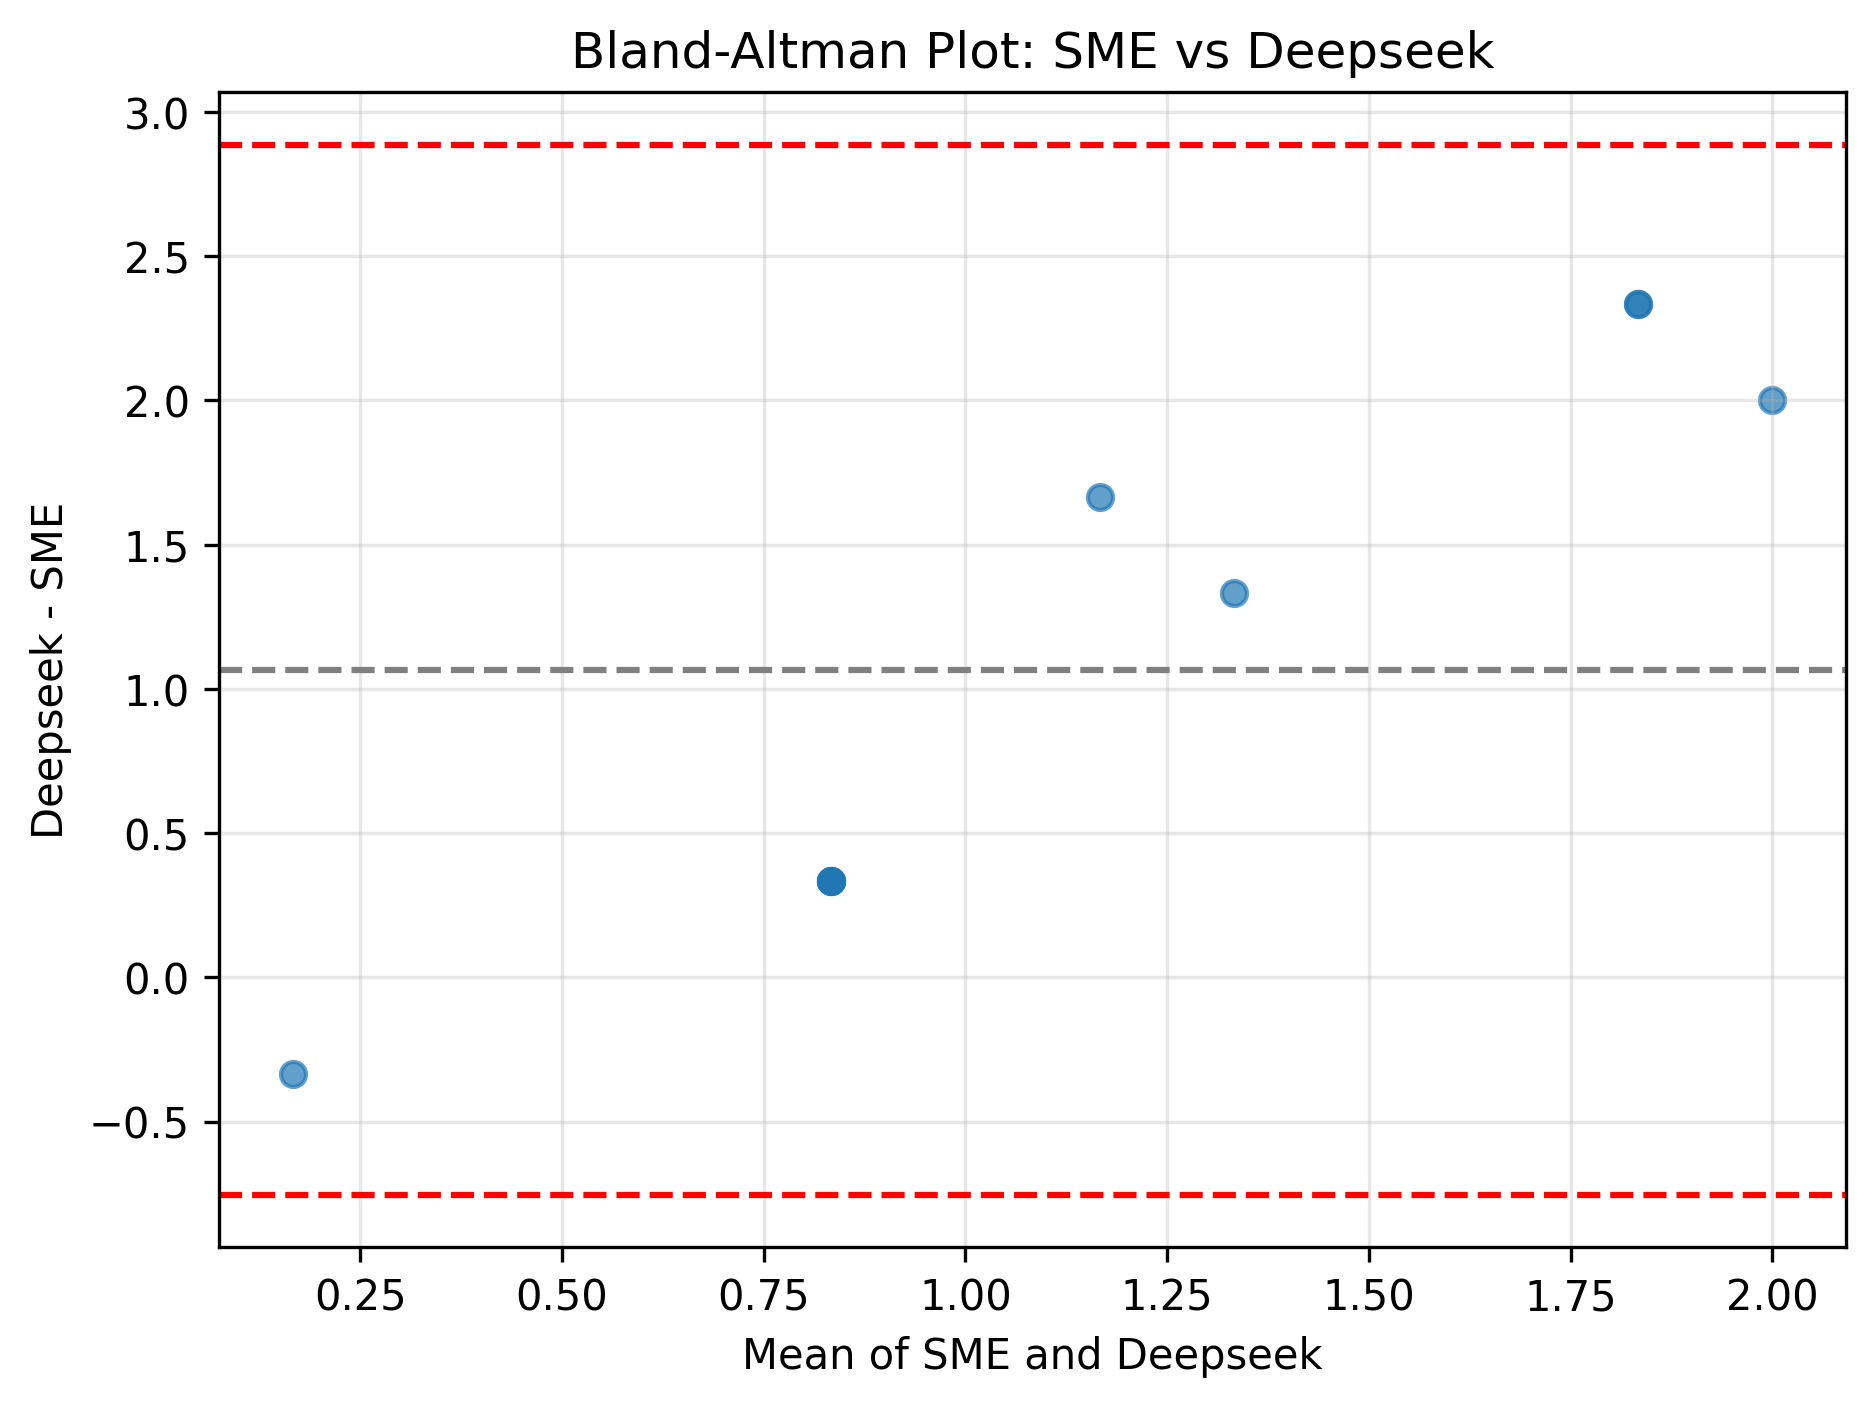 Bland-Altman Plot: SME vs Deepseek
3.0
2.5
2.0
1.5
1.0
0.5
0.0
−0.5
Deepseek - SME
0.25 0.50 0.75 1.00 1.25 1.50 1.75 2.00
Mean of SME and Deepseek